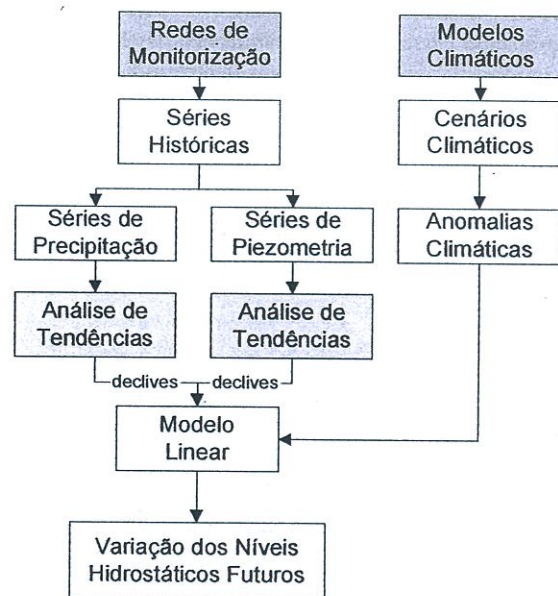 Redes de
Monitorização
Modelos
Climáticos
Séries
Históricas
Cenários
Climáticos
Séries de
Precipitação
Séries de
Piezometria
Anomalias
Climáticas
Análise de
Tendências
Análise de
Tendências
declives
declives
Modelo
Linear
Variação dos Níveis
Hidrostáticos Futuros